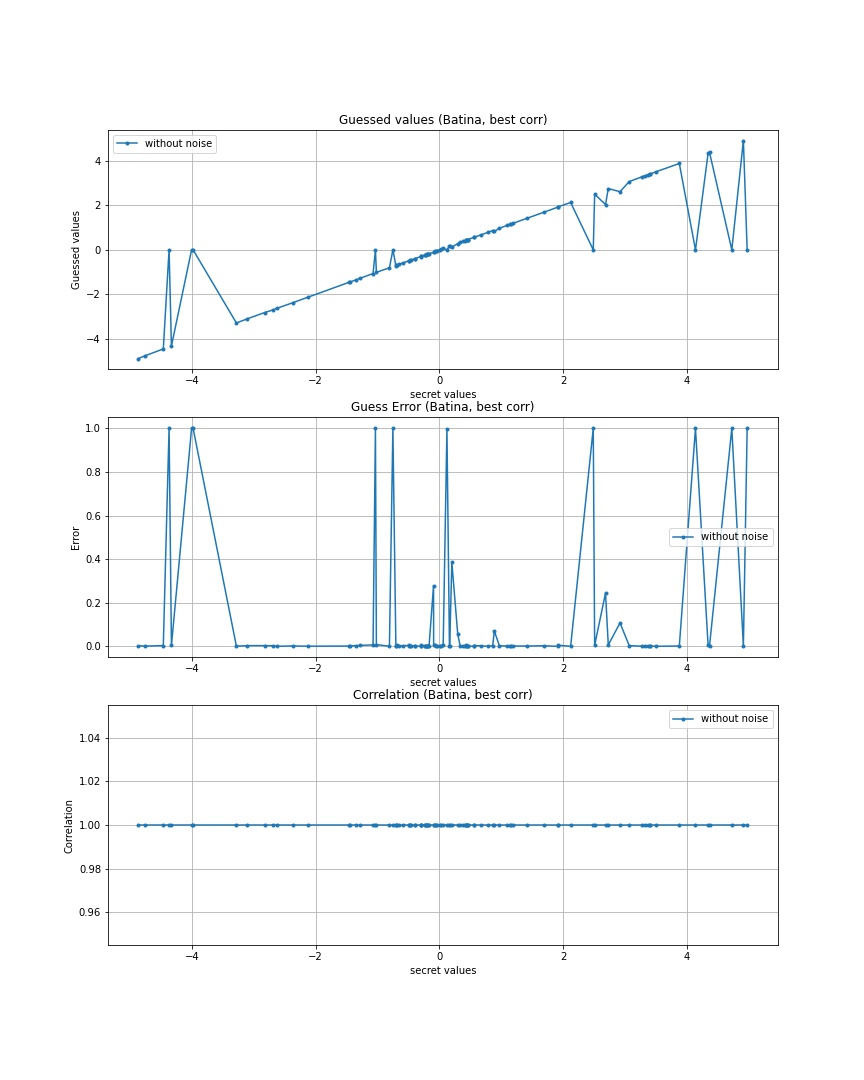 Guessed values (Batina, best corr)
without noise
Guessed values
4
2
0
−2
−4
−4
−2
0
2
4
secret values
Guess Error (Batina, best corr)
without noise
Error
1.0
0.8
0.6
0.4
0.2
0.0
−4
−2
0
2
4
secret values
Correlation (Batina, best corr)
without noise
Correlation
1.04
1.02
1.00
0.98
0.96
−4
−2
0
2
4
secret values